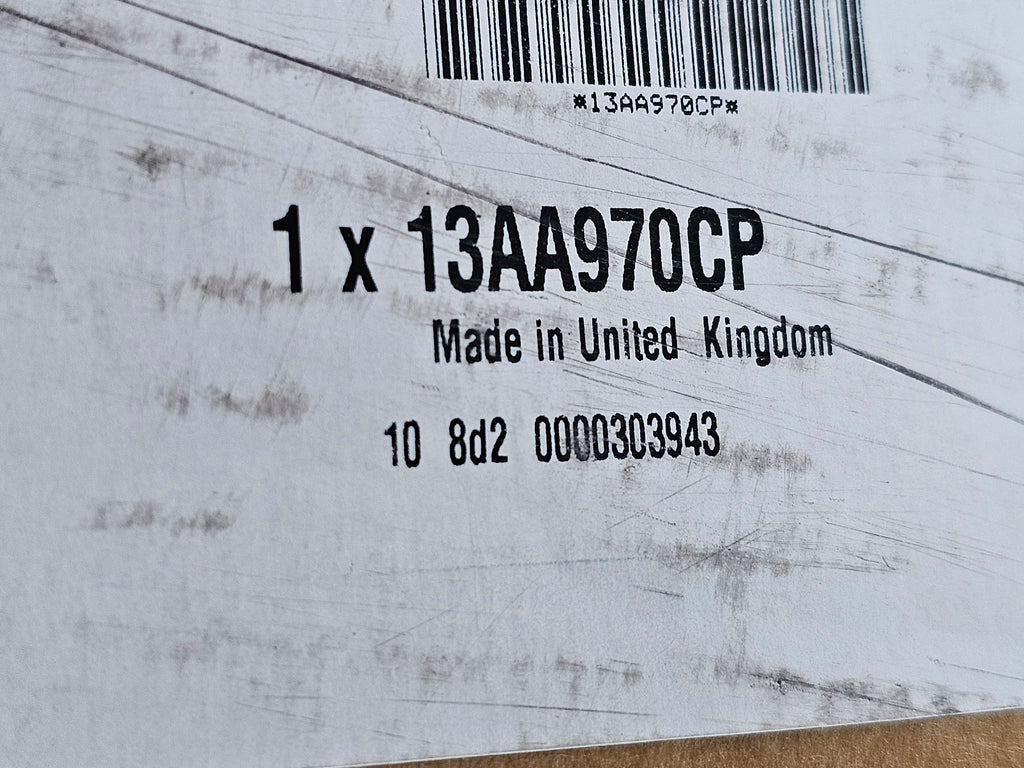 *13AA970CP*
1 x 13AA970CP
Made in United Kingdom
10 8d2 0000303943